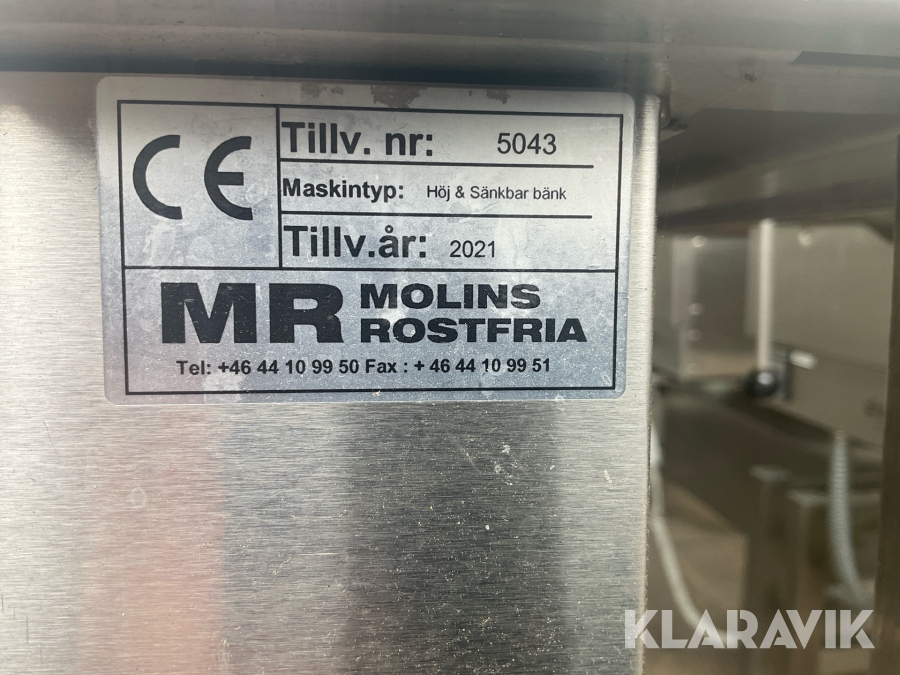 CE
Tillv. nr: 5043
Maskintyp: Höj & Sänkbar bänk
Tillv.år: 2021
MR MOLINS ROSTFRIA
Tel: +46 44 10 99 50 Fax : + 46 44 10 99 51
KLARAVIK